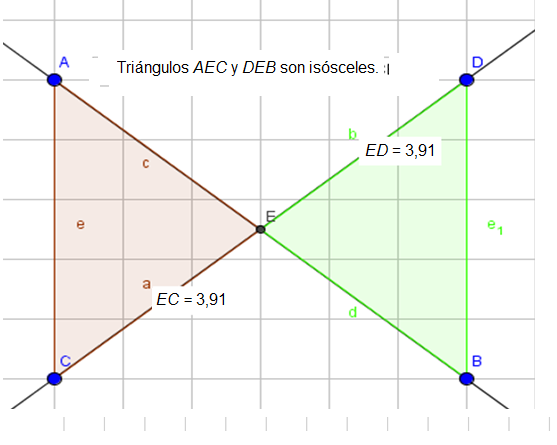 A
Triángulos AEC y DEB son isósceles.
D
b
ED = 3,91
c
E
e
e1
a
EC = 3,91
d
C
B